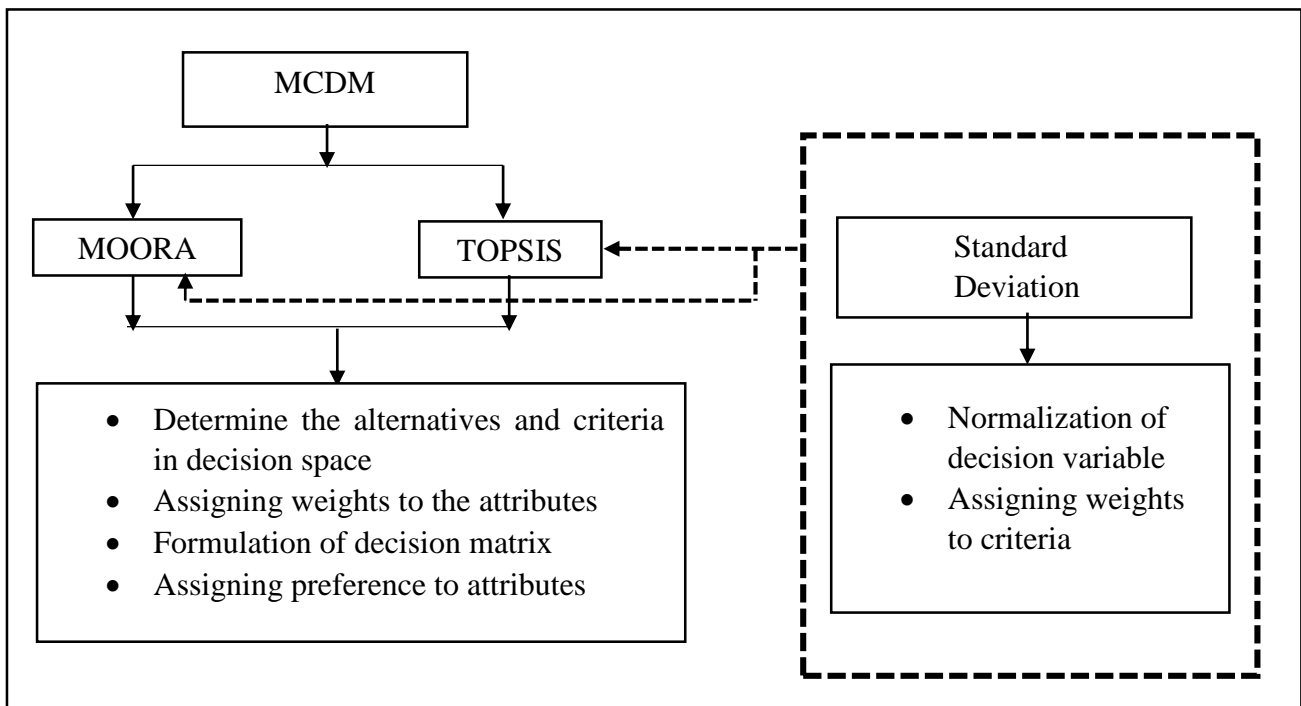 MCDM
MOORA
TOPSIS
Standard
Deviation
• Determine the alternatives and criteria
in decision space
• Assigning weights to the attributes
• Formulation of decision matrix
• Assigning preference to attributes
• Normalization of
decision variable
• Assigning weights
to criteria